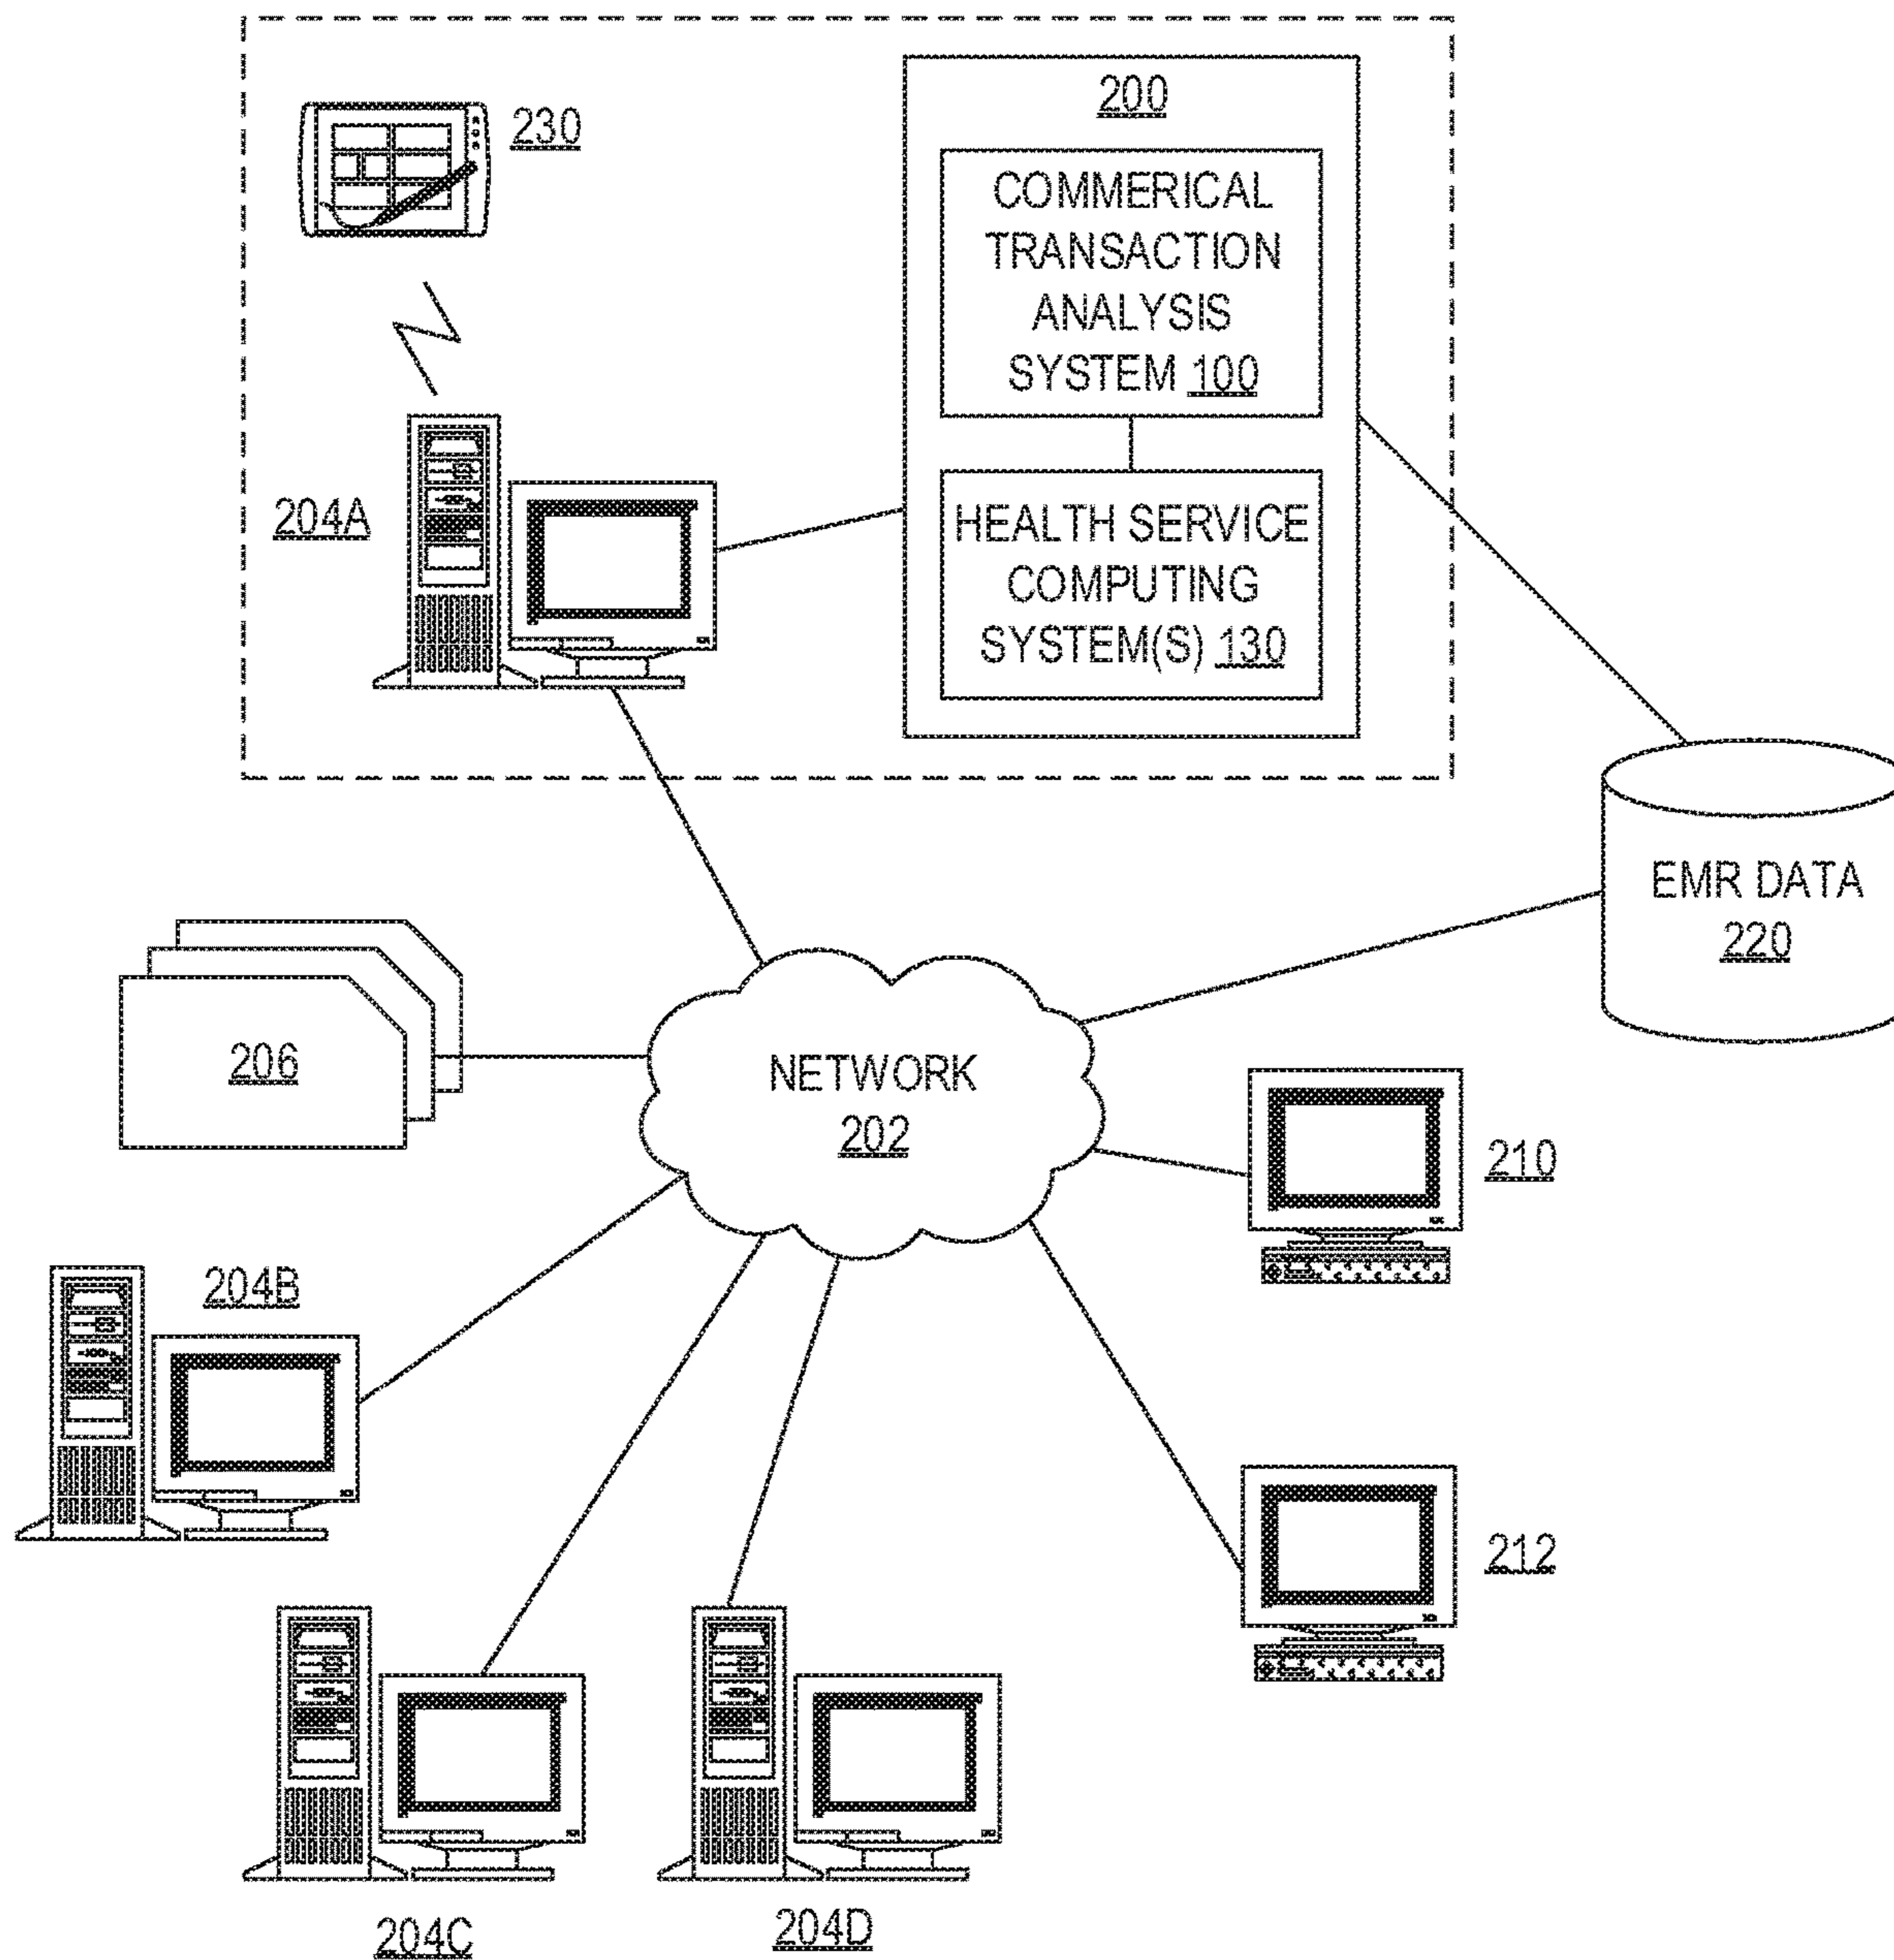 200
230
COMMERICAL
TRANSACTION
ANALYSIS
SYSTEM 100
204A
HEALTH SERVICE
COMPUTING
SYSTEM(S) 130
EMR DATA
220
206
NETWORK
202
210
204B
212
204C
204D